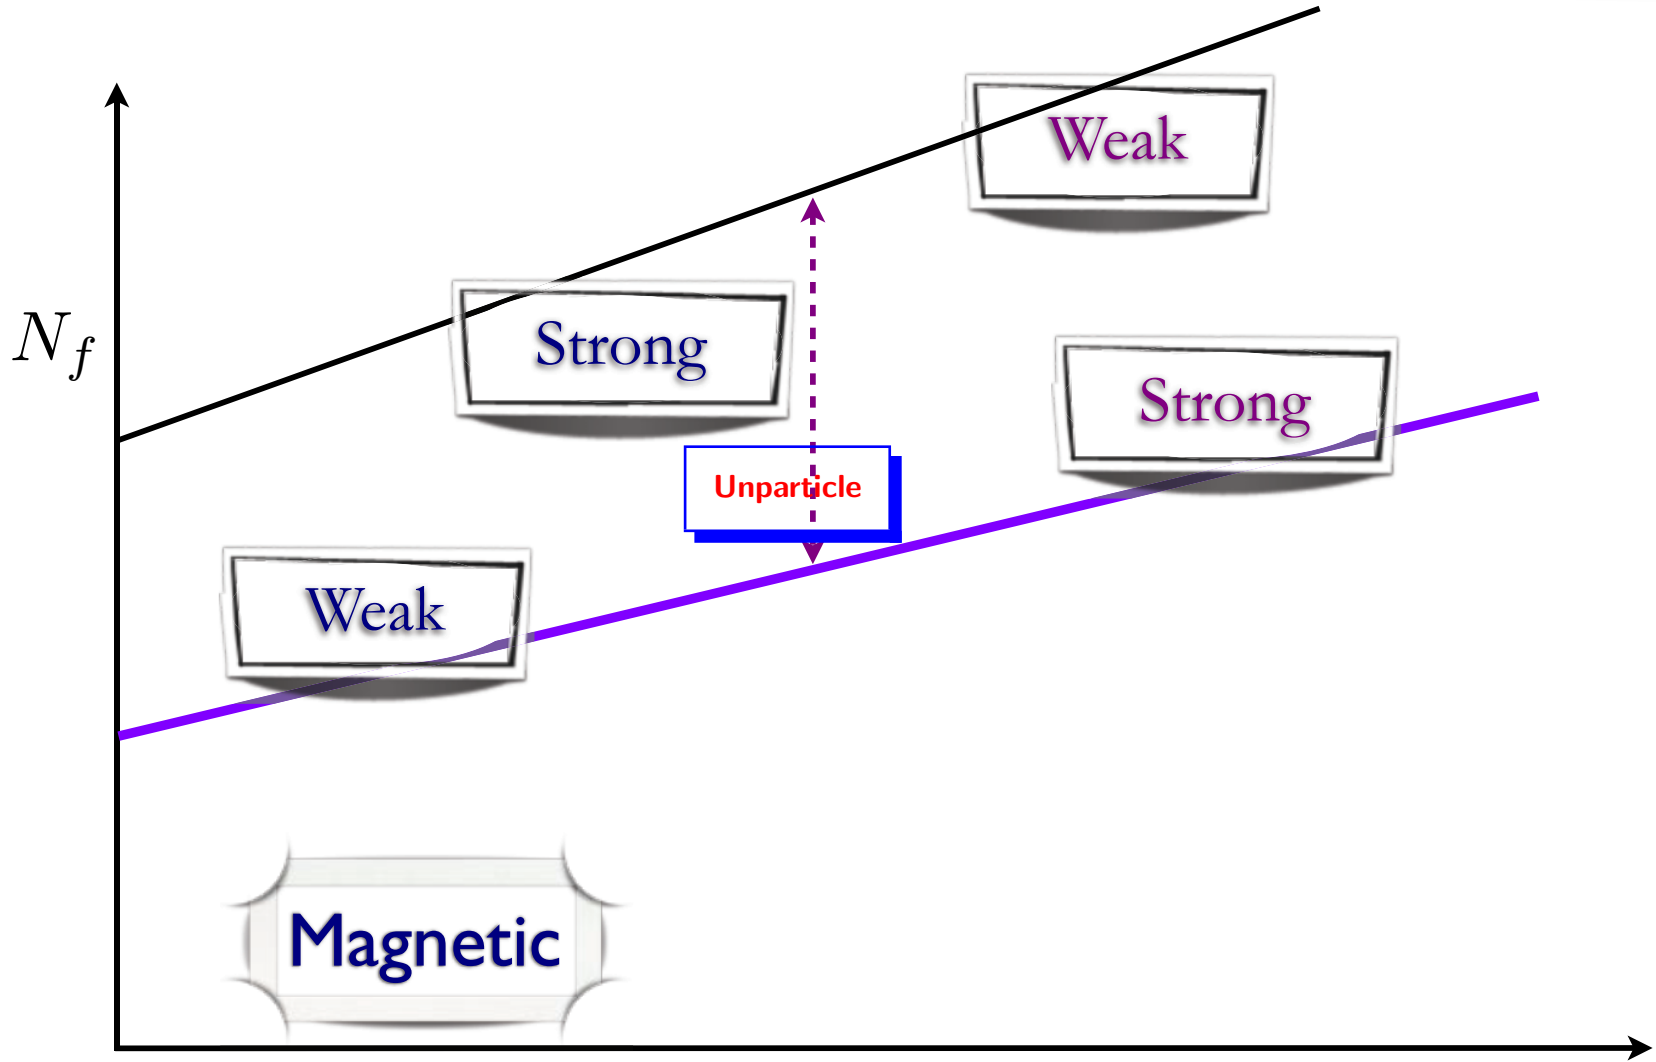 Weak
N_f
Strong
Strong
Unparticle
Weak
Magnetic